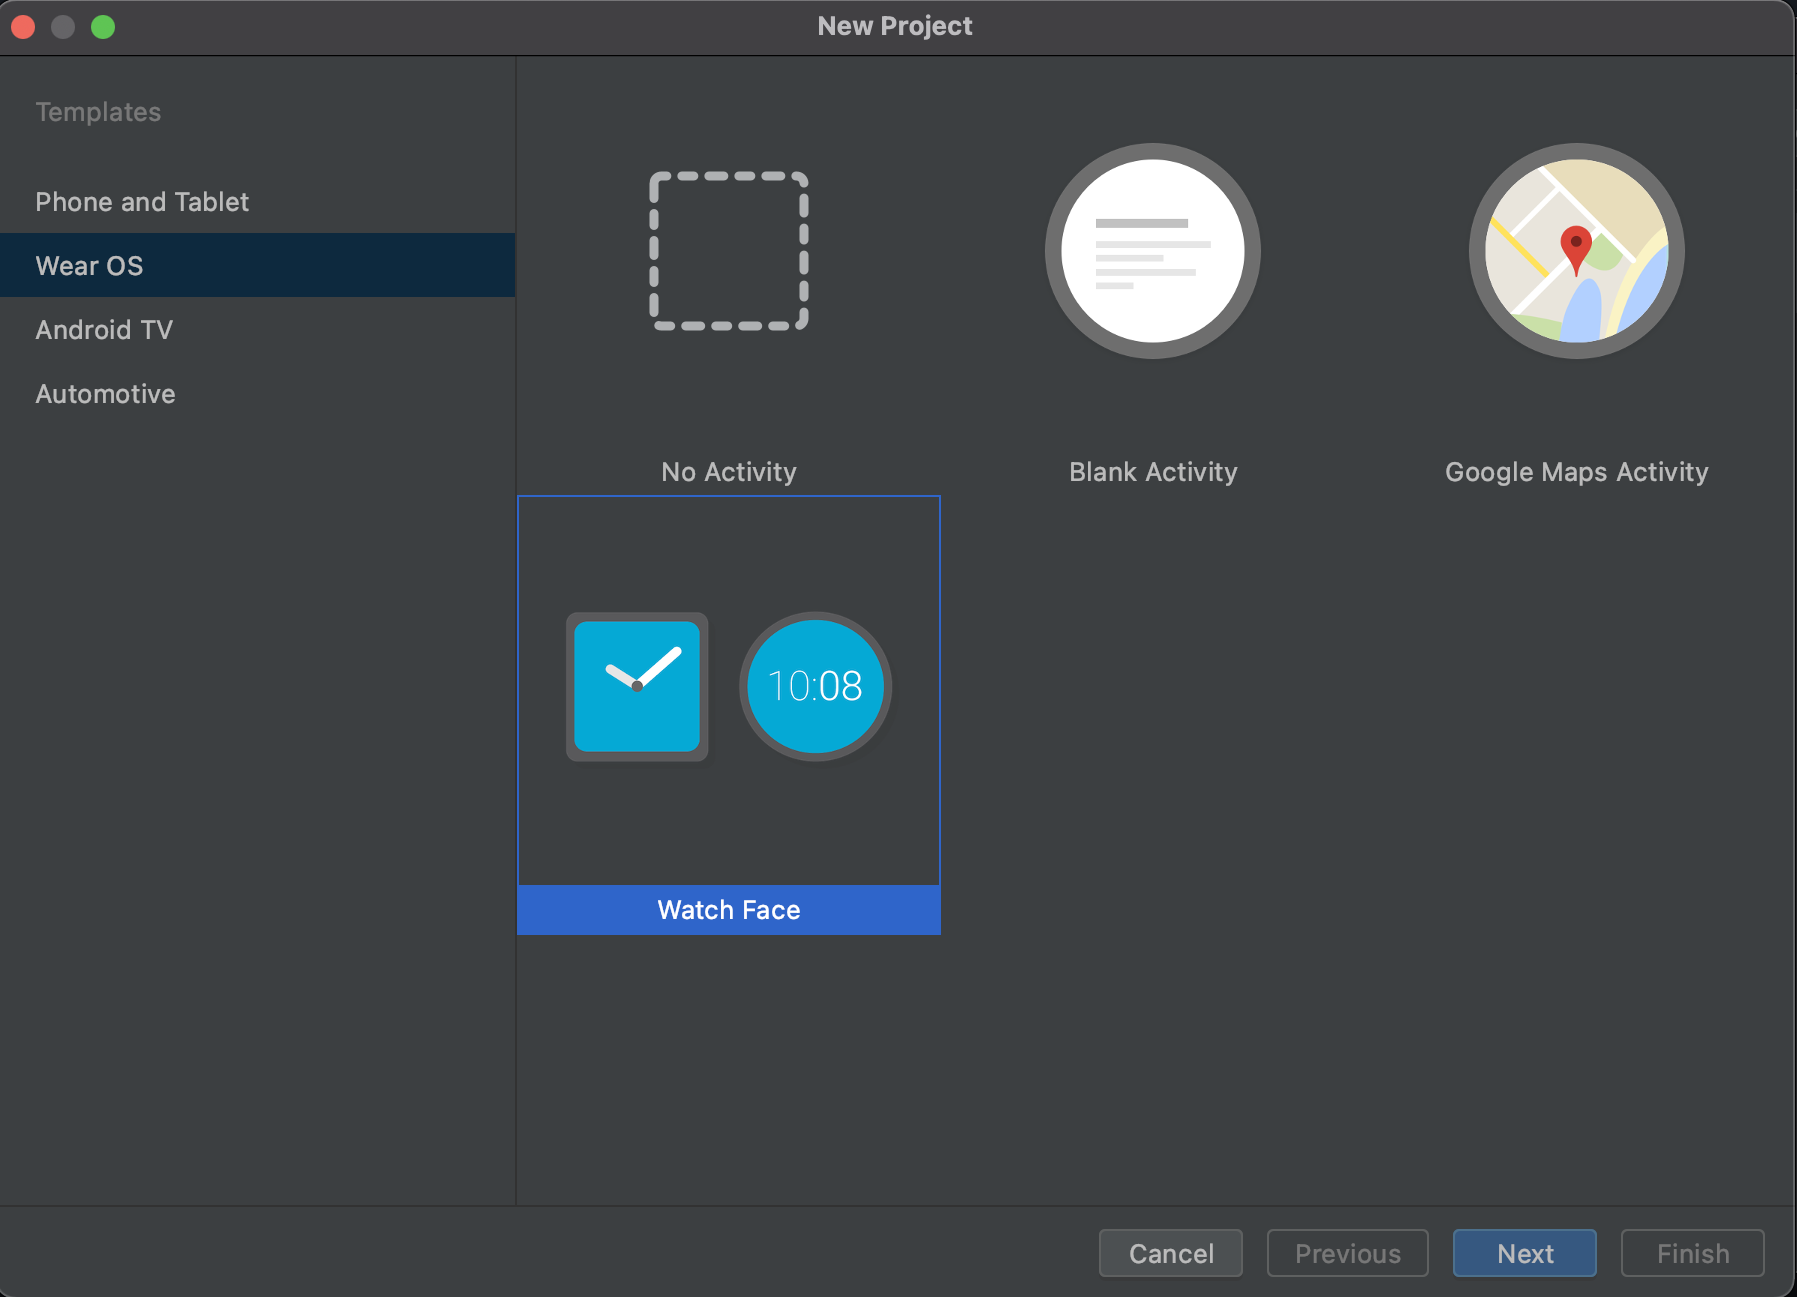 New Project
Templates
Phone and Tablet
Wear OS
Android TV
Automotive
No Activity
Blank Activity
Google Maps Activity
10:08
Watch Face
Cancel
Previous
Next
Finish